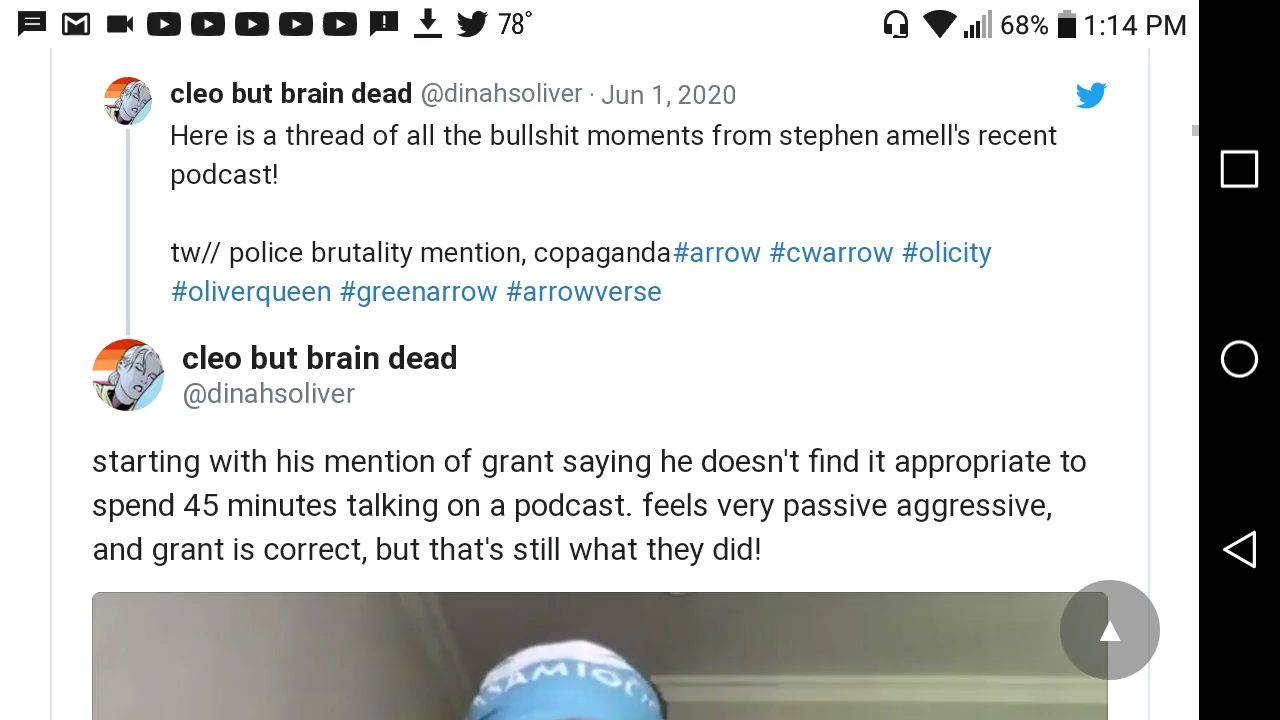 78°
68% 1:14 PM
cleo but brain dead @dinahsoliver · Jun 1, 2020
Here is a thread of all the bullshit moments from stephen amell's recent
podcast!
tw// police brutality mention, copaganda#arrow #cwarrow #olicity
#oliverqueen #greenarrow #arrowverse
cleo but brain dead
@dinahsoliver
starting with his mention of grant saying he doesn't find it appropriate to
spend 45 minutes talking on a podcast. feels very passive aggressive,
and grant is correct, but that's still what they did!